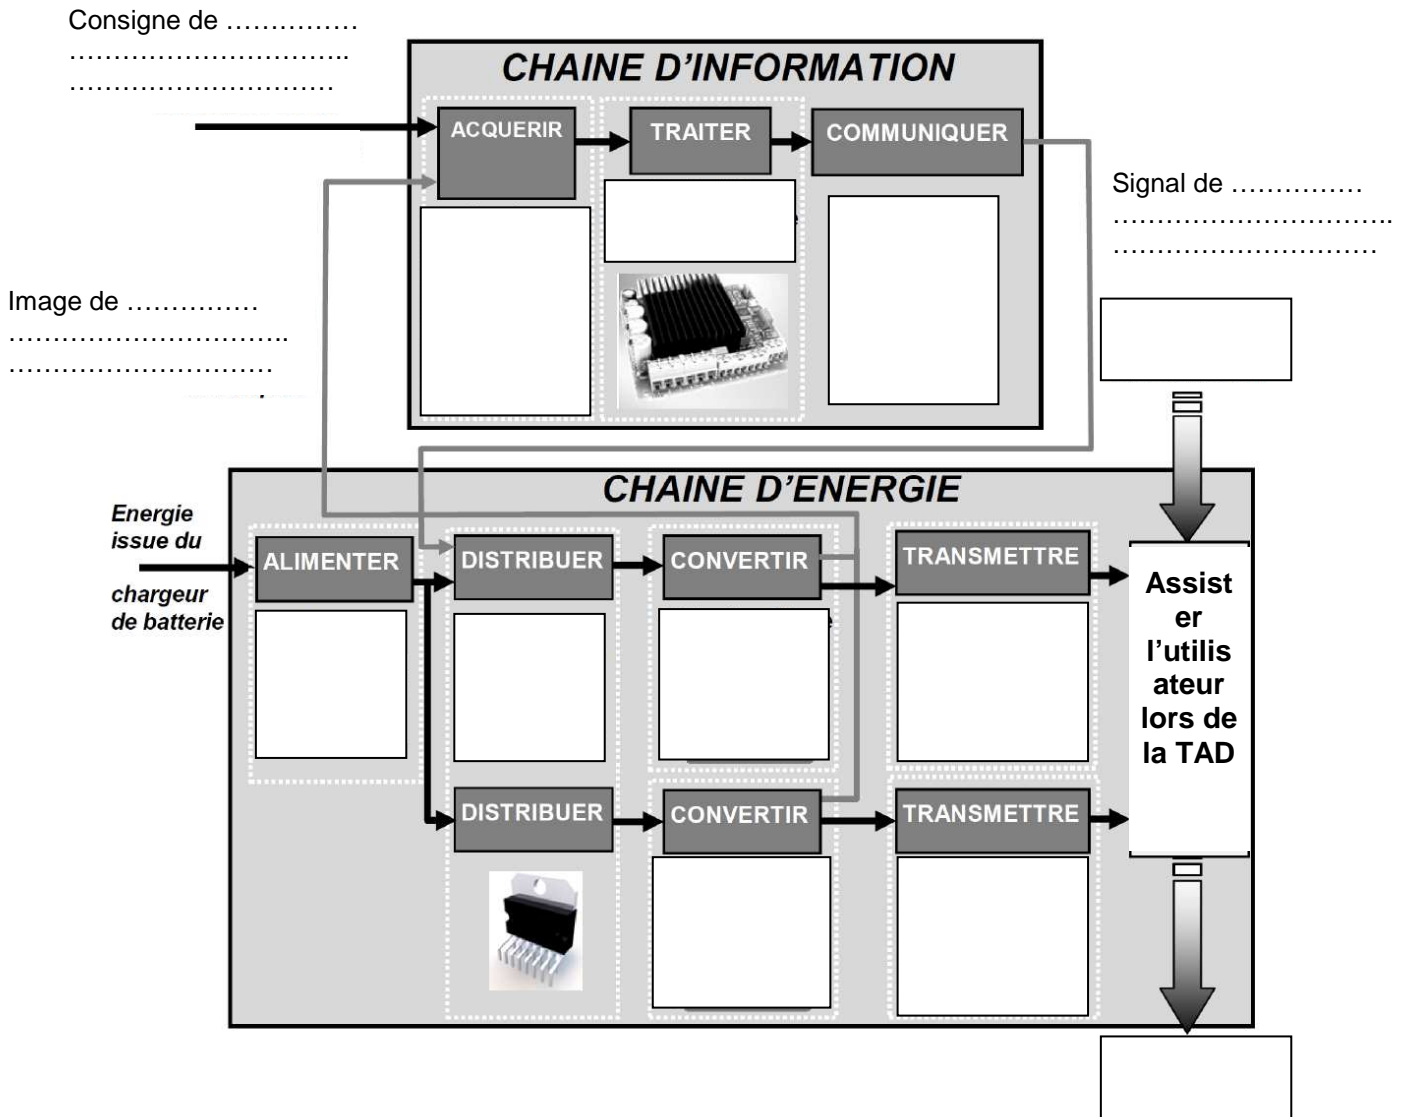 Consigne de ……………
…………………………..
…………………………
CHAINE D'INFORMATION
ACQUERIR
TRAITER
COMMUNIQUER
Signal de ……………
…………………………..
…………………………
Image de ……………
…………………………..
…………………………
CHAINE D'ENERGIE
Energie
issue du
chargeur
de batterie
ALIMENTER
DISTRIBUER
CONVERTIR
TRANSMETTRE
Assist
er
l’utilis
ateur
lors de
la TAD
DISTRIBUER
CONVERTIR
TRANSMETTRE